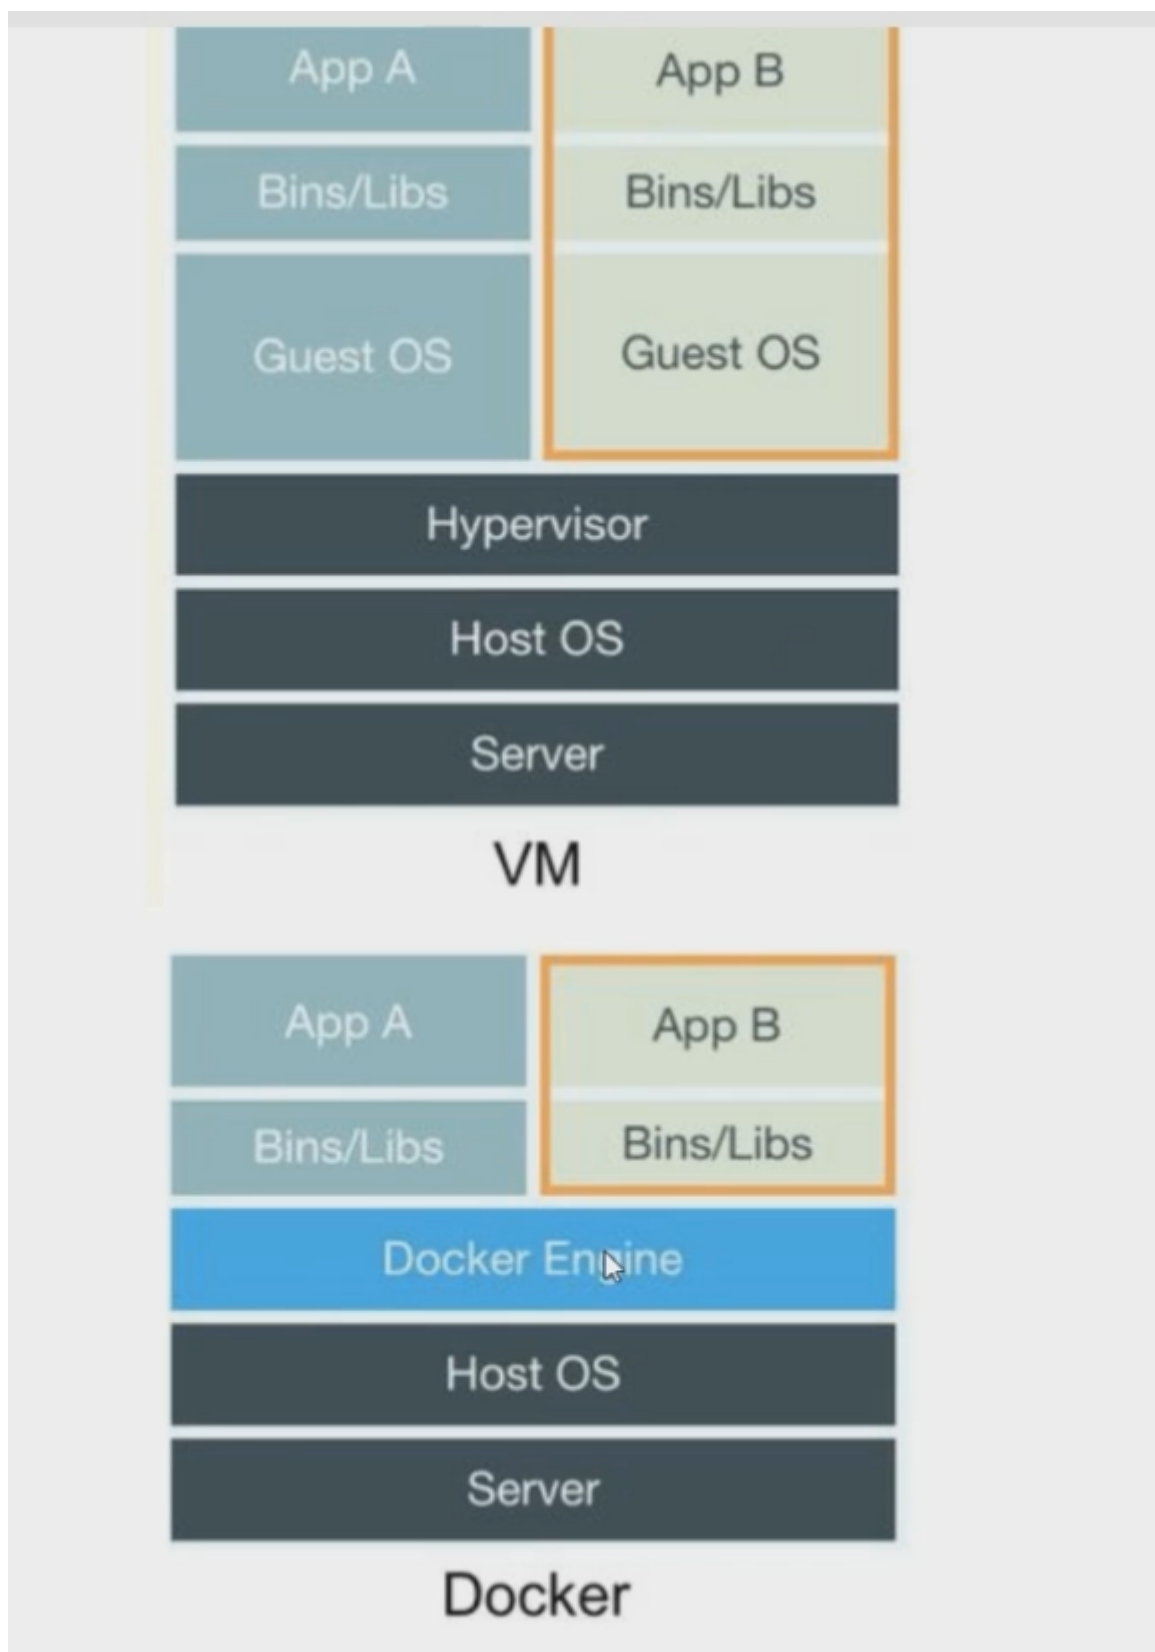 App A App B
Bins/Libs Bins/Libs
Guest OS Guest OS
Hypervisor
Host OS
Server
VM
App A App B
Bins/Libs Bins/Libs
Docker Engine
Host OS
Server
Docker